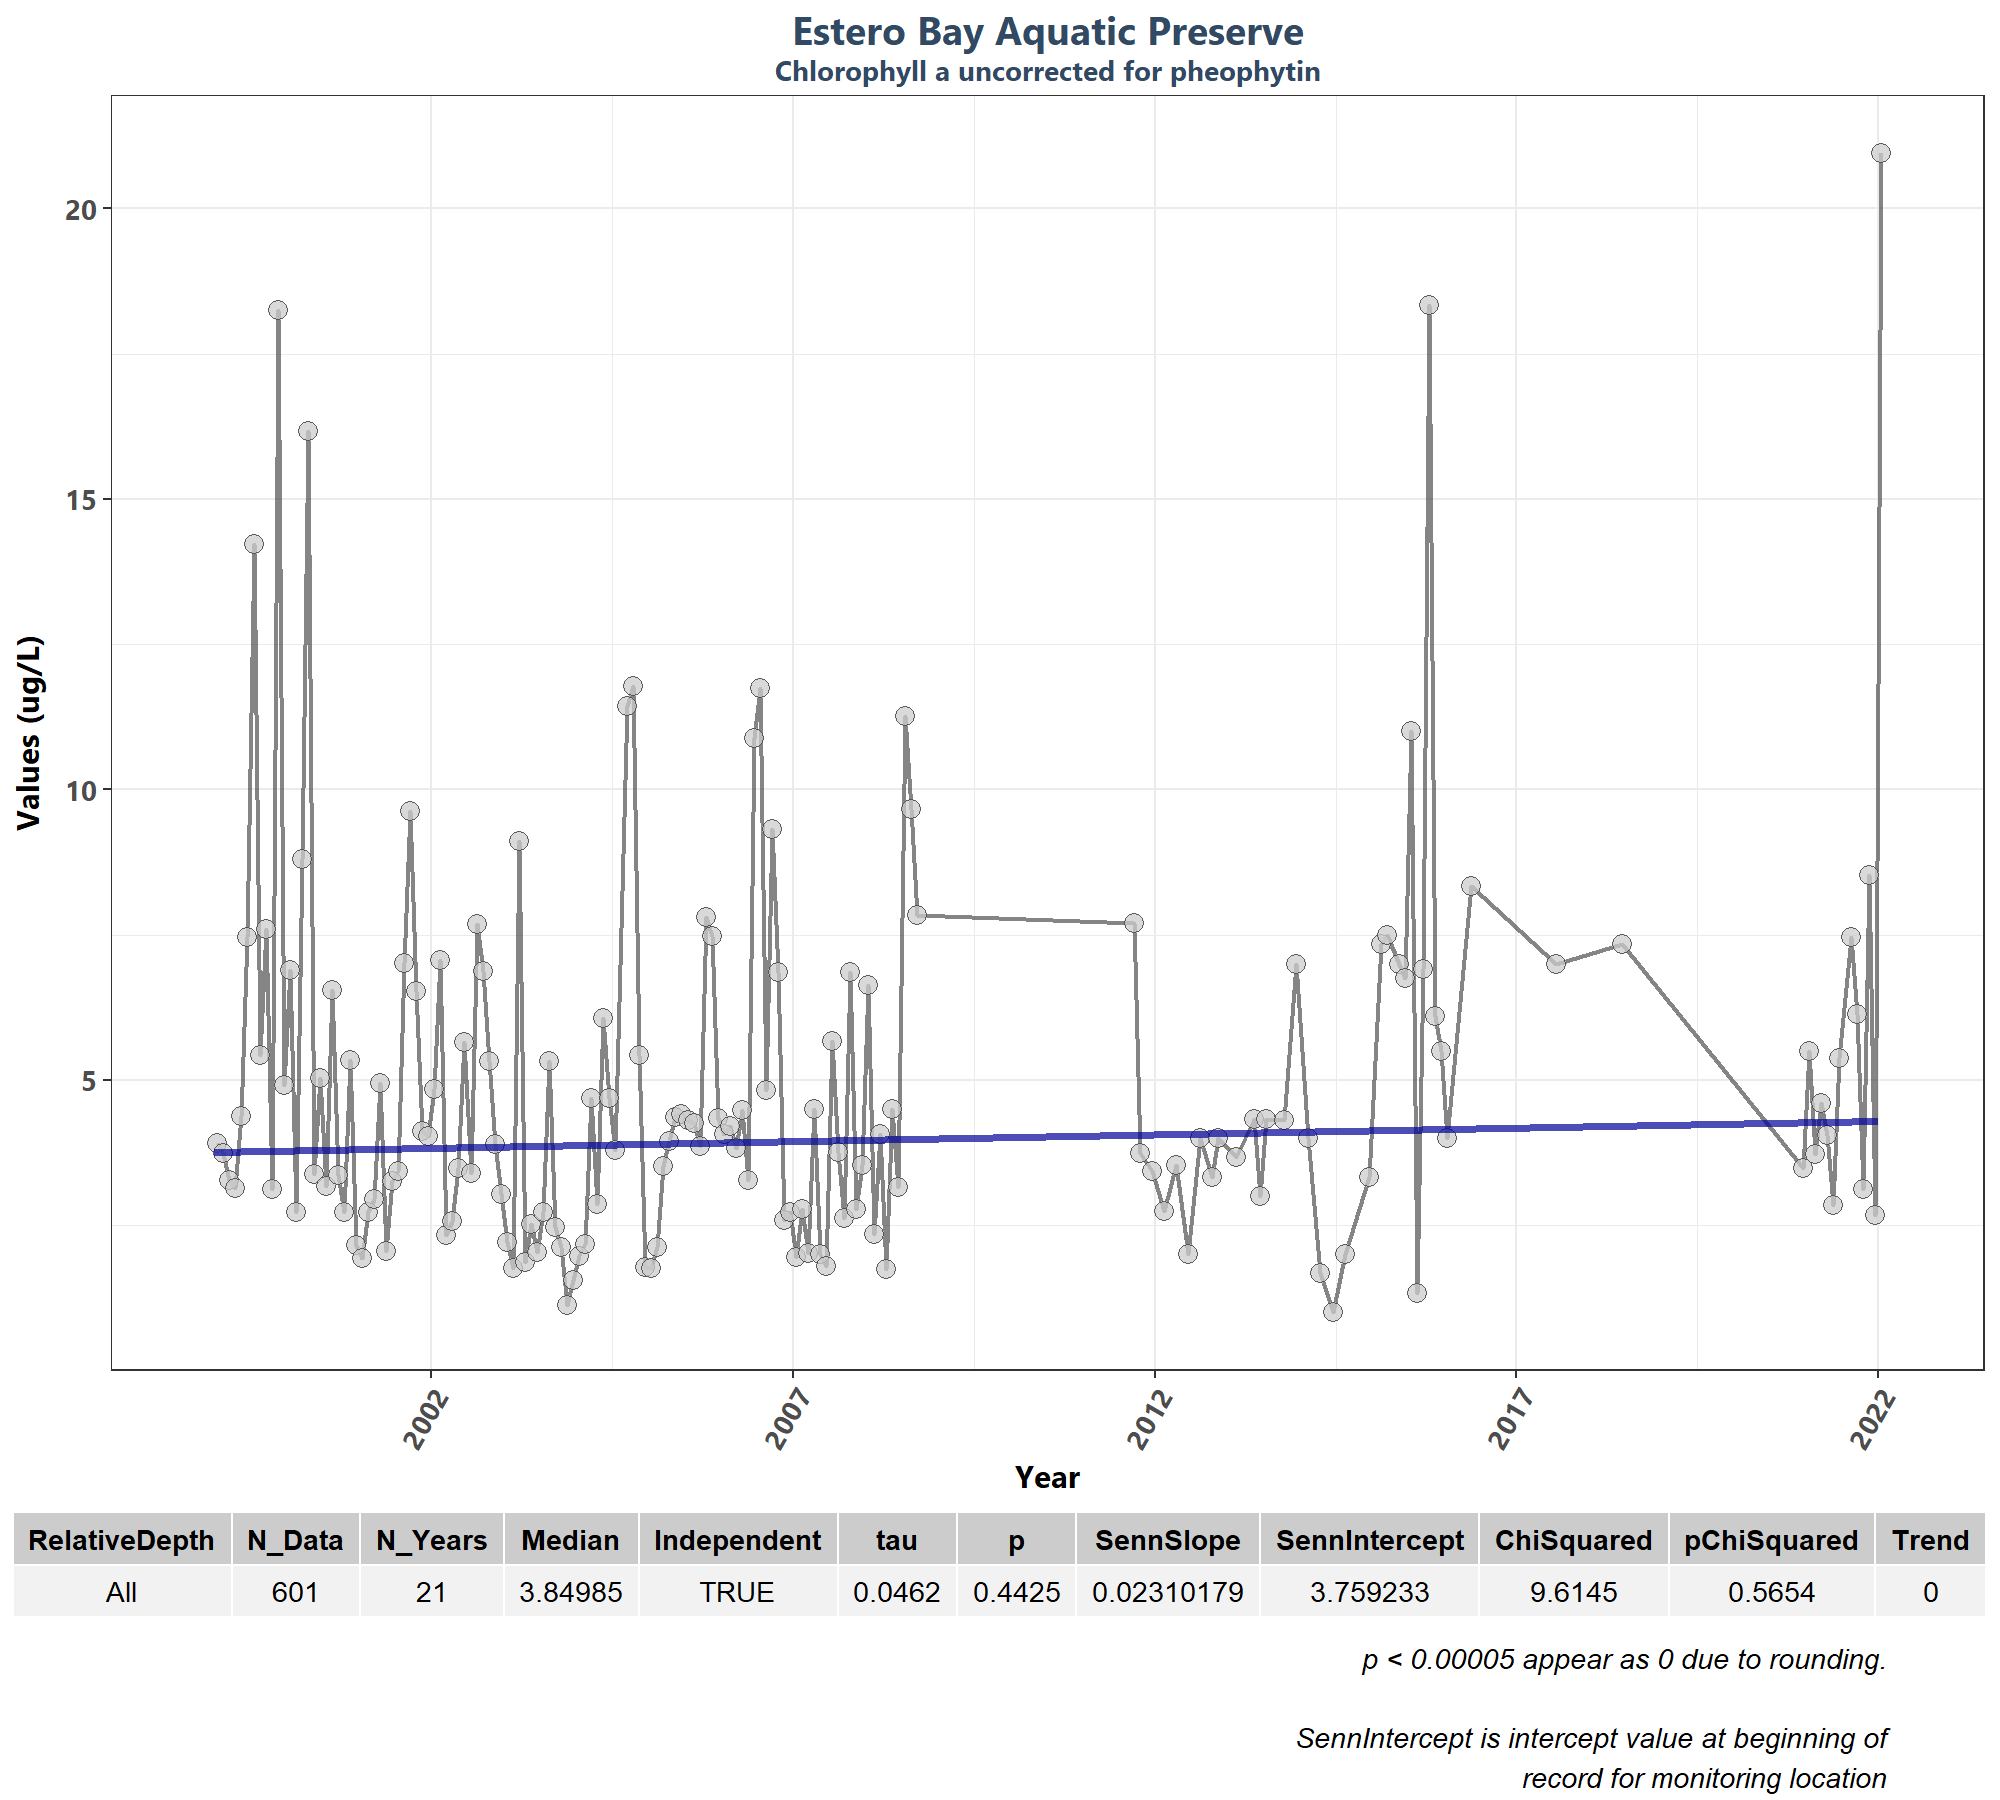 Estero Bay Aquatic Preserve
Chlorophyll a uncorrected for pheophytin
Values (ug/L)
20
15
10
5
2002
2007
2012
2017
2022
Year
RelativeDepth N_Data N_Years Median Independent tau p SennSlope SennIntercept ChiSquared pChiSquared Trend
All 601 21 3.84985 TRUE 0.0462 0.4425 0.02310179 3.759233 9.6145 0.5654 0
p < 0.00005 appear as 0 due to rounding.
SennIntercept is intercept value at beginning of
record for monitoring location